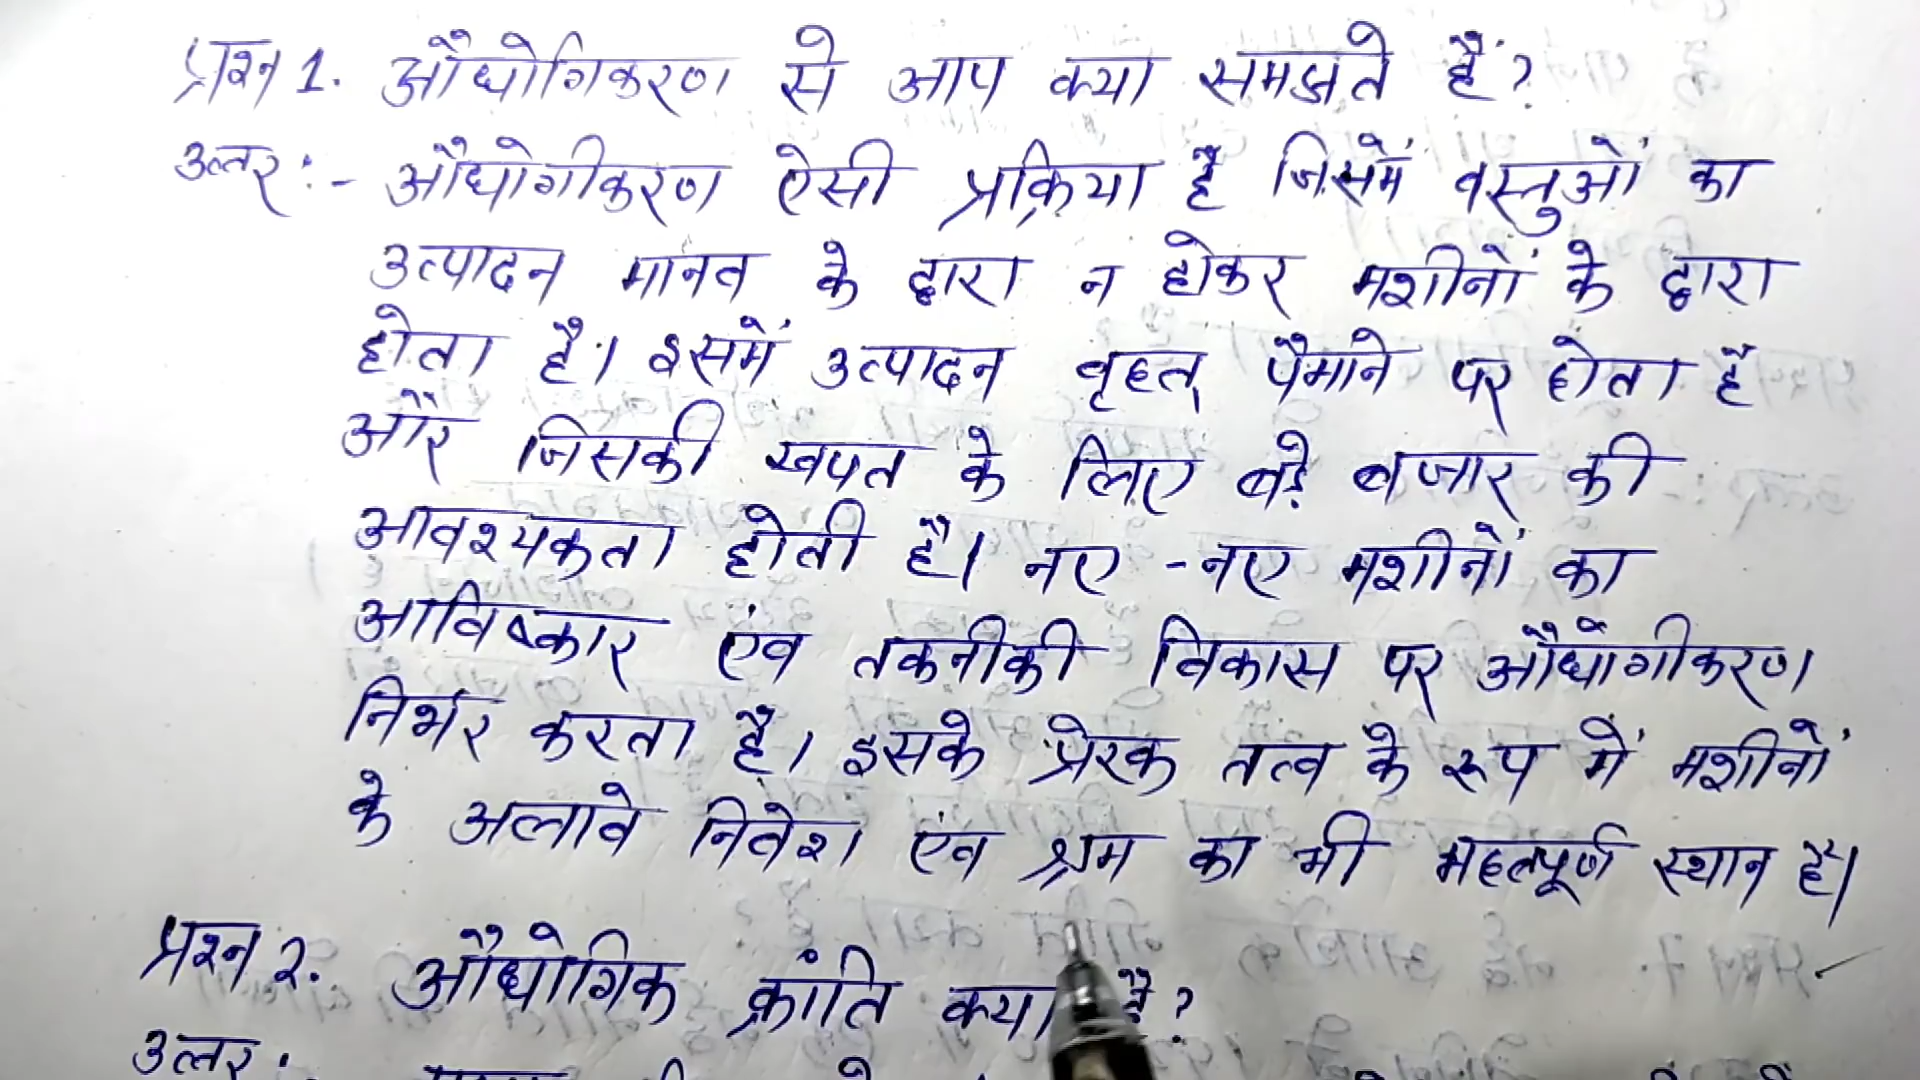 प्रश्न 1. औद्योगिकरण से आप क्या समझते हैं?
उत्तर:- औद्योगीकरण ऐसी प्रक्रिया है जिसमें वस्तुओं का
उत्पादन मानव के द्वारा न होकर मशीनों के द्वारा
होता है। इसमें उत्पादन वृहत् पैमाने पर होता है
और जिसकी खपत के लिए बड़े बजार की
आवश्यकता होती है। नए -नए मशीनों का
आविष्कार एंव तकनीकी विकास पर औद्योगीकरण
निर्भर करता है। इसके प्रेरक तत्व के रूप में मशीनों
के अलावे निवेश एंव श्रम का भी महत्वपूर्ण स्थान है।
प्रश्न 2. औद्योगिक क्रांति क्या है?
उत्तर: